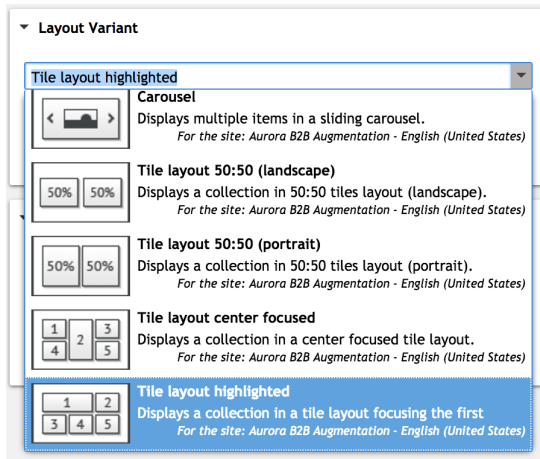 Layout Variant
Tile layout highlighted
Carousel
Displays multiple items in a sliding carousel.
For the site: Aurora B2B Augmentation - English (United States)
50% 50%
Tile layout 50:50 (landscape)
Displays a collection in 50:50 tiles layout (landscape).
For the site: Aurora B2B Augmentation - English (United States)
50% 50%
Tile layout 50:50 (portrait)
Displays a collection in 50:50 tiles layout (portrait).
For the site: Aurora B2B Augmentation - English (United States)
1 2 3
4 5
Tile layout center focused
Displays a collection in a center focused tile layout.
For the site: Aurora B2B Augmentation - English (United States)
1 2
3 4 5
Tile layout highlighted
Displays a collection in a tile layout focusing the first
For the site: Aurora B2B Augmentation - English (United States)